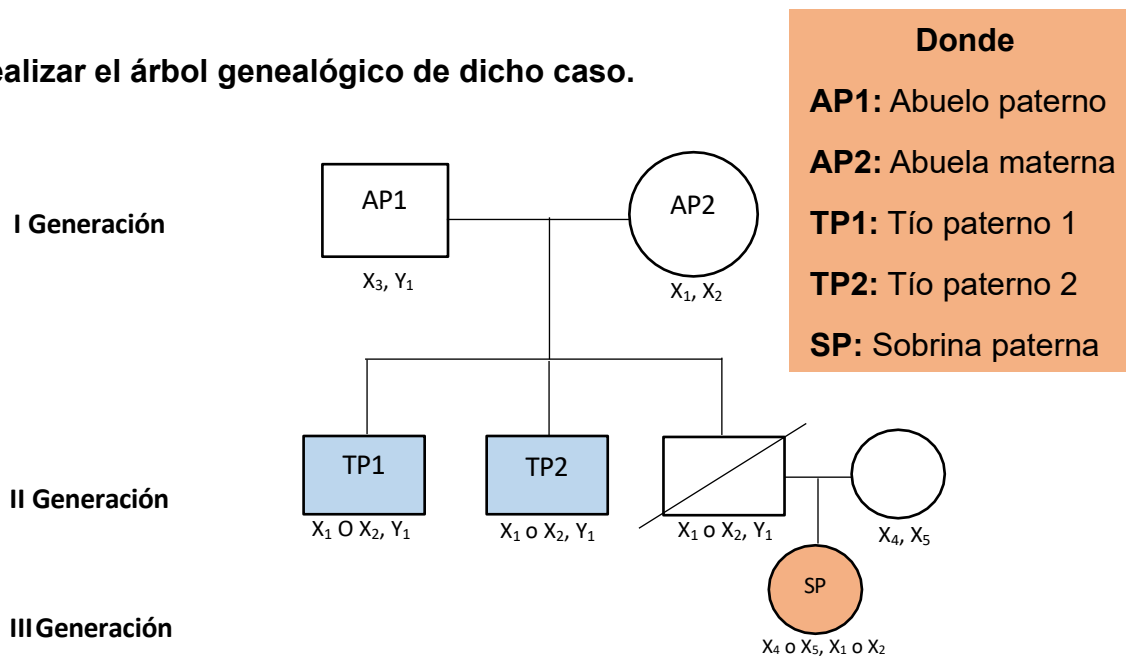 ealizar el árbol genealógico de dicho caso.
Donde
AP1: Abuelo paterno
AP2: Abuela materna
TP1: Tío paterno 1
TP2: Tío paterno 2
SP: Sobrina paterna
I Generación
AP1
AP2
X₃, Y₁
X₁, X₂
II Generación
TP1
TP2
X₁ O X₂, Y₁
X₁ o X₂, Y₁
X₁ o X₂, Y₁
X₄, X₅
III Generación
SP
X₄ o X₅, X₁ o X₂